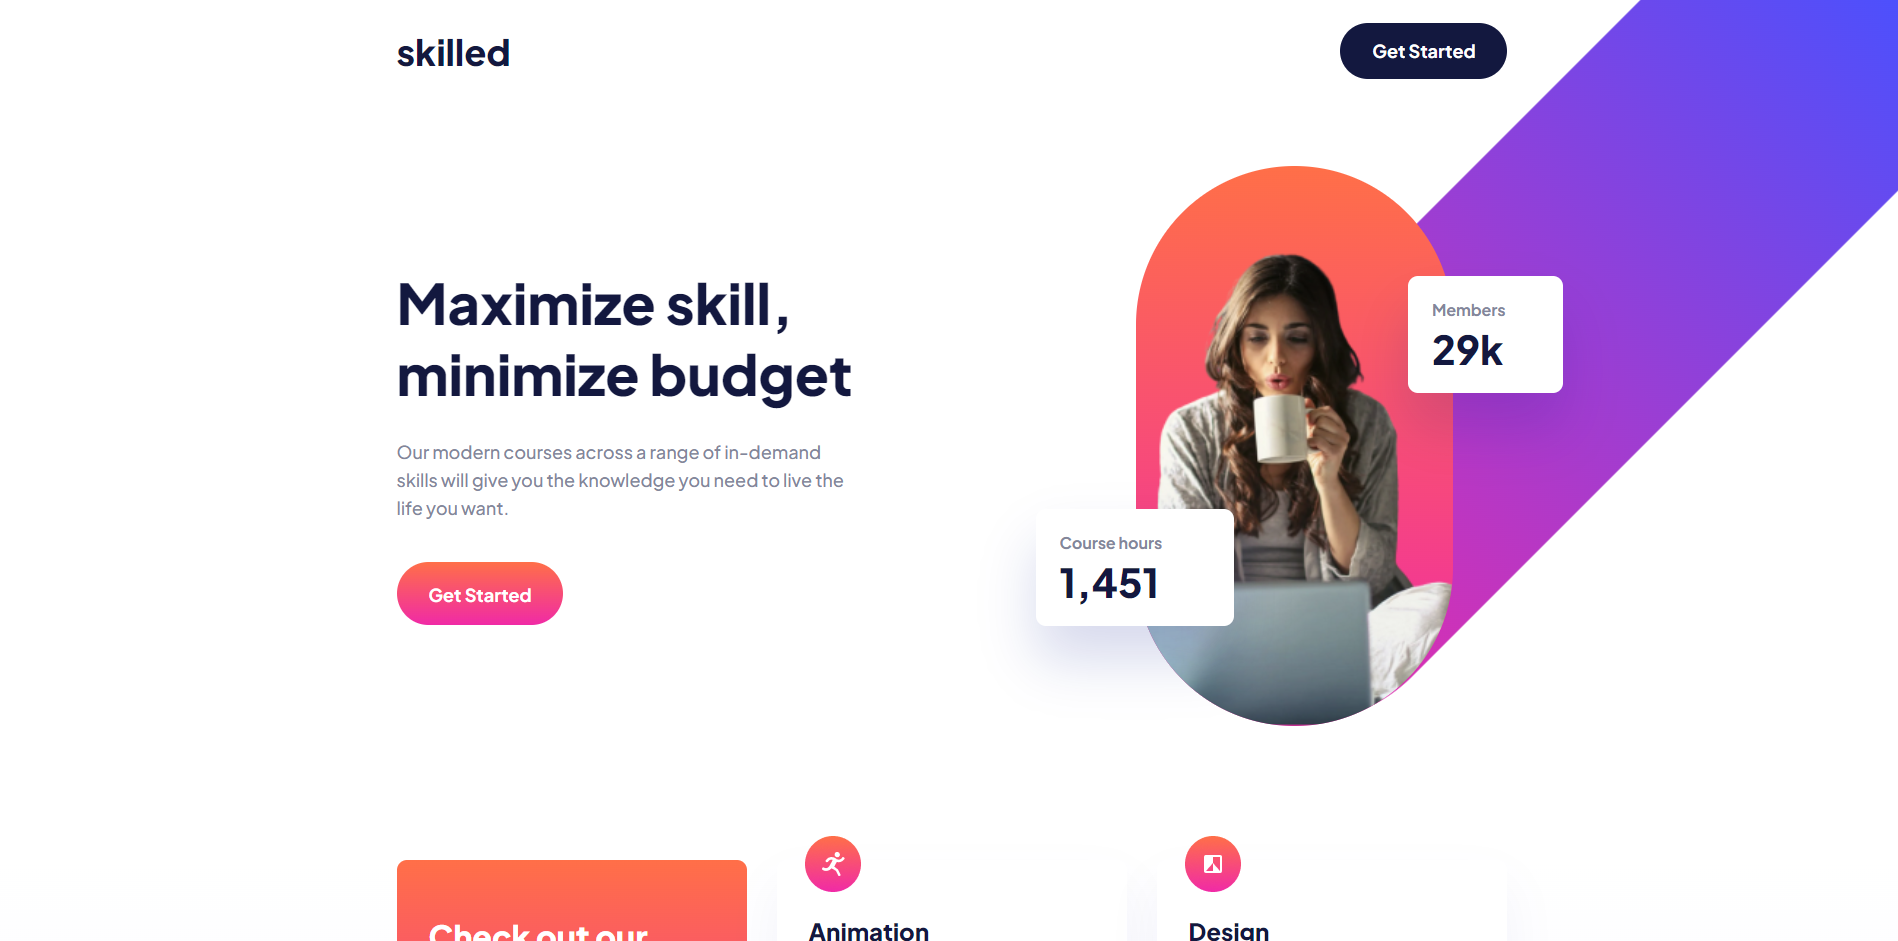 skilled
Get Started
Maximize skill,
minimize budget
Our modern courses across a range of in-demand
skills will give you the knowledge you need to live the
life you want.
Get Started
Members
29k
Course hours
1,451
Check out our
Animation
Design